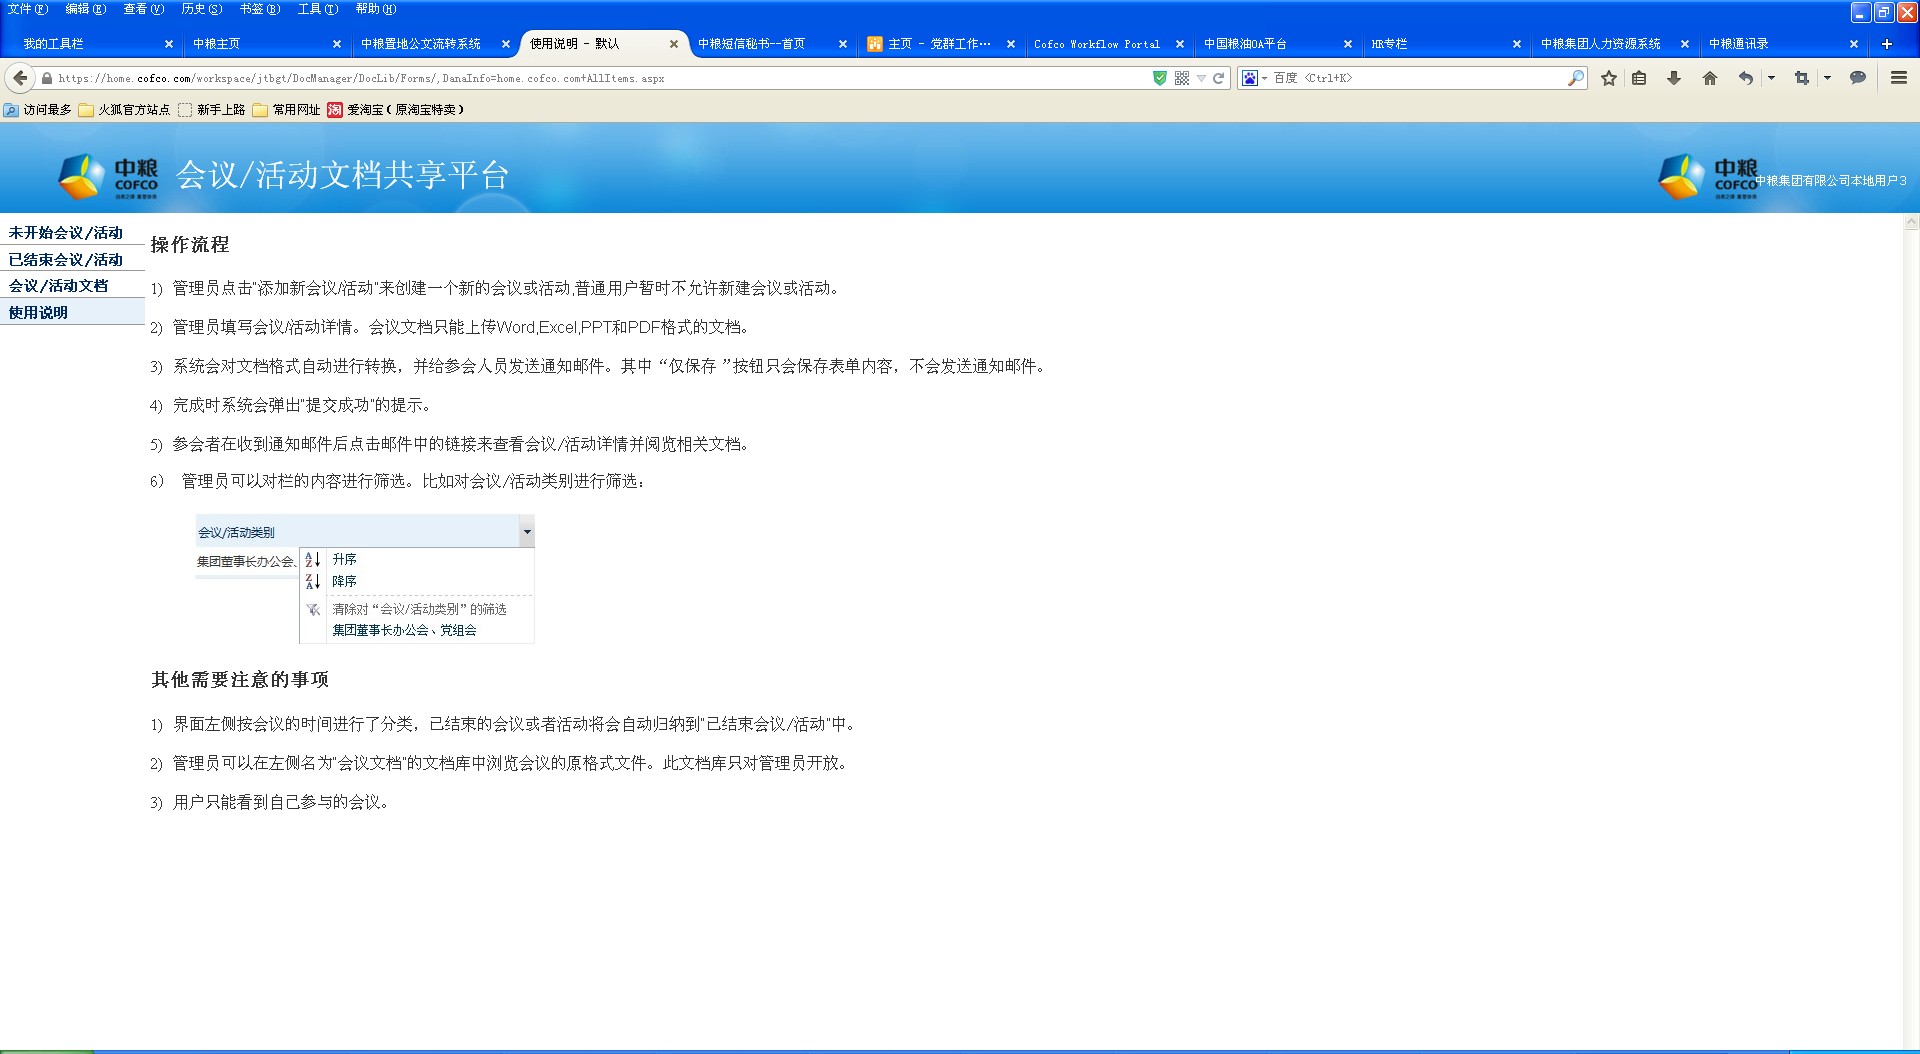 文件(F) 编辑(E) 查看(V) 历史(S) 书签(B) 工具(T) 帮助(H)
我的工具栏 中粮主页 中粮置地公文流转系统 使用说明 - 默认 中粮短信秘书--首页 主页 - 党群工作… Cofco Workflow Portal 中国粮油OA平台 HR专栏 中粮集团人力资源系统 中粮通讯录
https://home.cofco.com/workspace/jtbgt/DocManager/DocLib/Forms/,DanaInfo=home.cofco.com+AllItems.aspx 百度 <Ctrl+K>
访问最多 火狐官方站点 新手上路 常用网址 淘 爱淘宝（原淘宝特卖）
中粮 COFCO 会议/活动文档共享平台 中粮 COFCO 中粮集团有限公司本地用户3
未开始会议/活动
已结束会议/活动
会议/活动文档
使用说明
操作流程
1) 管理员点击"添加新会议/活动"来创建一个新的会议或活动,普通用户暂时不允许新建会议或活动。
2) 管理员填写会议/活动详情。会议文档只能上传Word,Excel,PPT和PDF格式的文档。
3) 系统会对文档格式自动进行转换，并给参会人员发送通知邮件。其中“仅保存 ”按钮只会保存表单内容，不会发送通知邮件。
4) 完成时系统会弹出"提交成功"的提示。
5) 参会者在收到通知邮件后点击邮件中的链接来查看会议/活动详情并阅览相关文档。
6） 管理员可以对栏的内容进行筛选。比如对会议/活动类别进行筛选：
会议/活动类别
集团董事长办公会、
升序
降序
清除对“会议/活动类别”的筛选
集团董事长办公会、党组会
其他需要注意的事项
1) 界面左侧按会议的时间进行了分类，已结束的会议或者活动将会自动归纳到"已结束会议/活动"中。
2) 管理员可以在左侧名为"会议文档"的文档库中浏览会议的原格式文件。此文档库只对管理员开放。
3) 用户只能看到自己参与的会议。